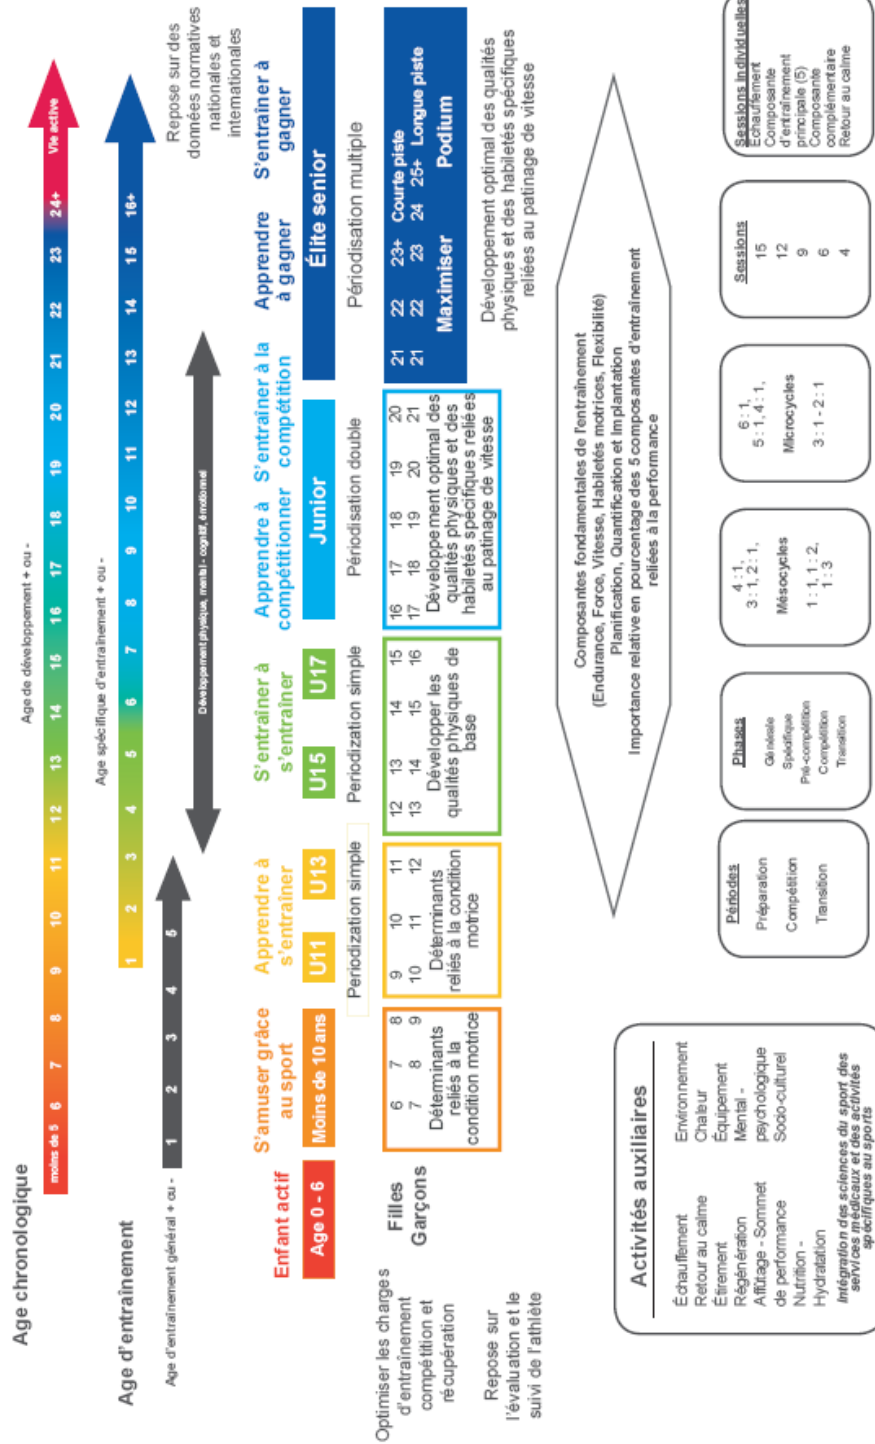 Age chronologique
Age de développement + ou -
moins de 5 6 7 8 9 10 11 12 13 14 15 16 17 18 19 20 21 22 23 24+ Vie active
Age d'entraînement
Age spécifique d'entraînement + ou -
1 2 3 4 5 6 7 8 9 10 11 12 13 14 15 16+
Age d'entraînement général + ou -
1 2 3 4 5
Développement physique, mental - cognitif, émotionnel
Repose sur des
données normatives
nationales et
internationales
Enfant actif
Age 0 - 6
S'amuser grâce
au sport
Moins de 10 ans
Apprendre à
s'entraîner
U11 U13
S'entraîner à
s'entraîner
U15 U17
Apprendre à
compétitionner
S'entraîner à la
compétition
Junior
Apprendre
à gagner
S'entraîner à
gagner
Élite senior
Periodization simple
Periodization simple
Périodisation double
Périodisation multiple
Optimiser les charges
d'entraînement
compétition et
récupération
Repose sur
l'évaluation et le
suivi de l'athlète
Filles
Garçons
6 7 8
7 8 9
Déterminants
reliés à la
condition motrice
9 10 11
10 11 12
Déterminants
reliés à la condition
motrice
12 13 14 15
13 14 15 16
Développer les
qualités physiques de
base
16 17 18 19 20
17 18 19 20 21
Développement optimal des
qualités physiques et des
habiletés spécifiques reliées
au patinage de vitesse
21 22 23+ Courte piste
21 22 23 24 25+ Longue piste
Maximiser Podium
Développement optimal des qualités
physiques et des habiletés spécifiques
reliées au patinage de vitesse
Composantes fondamentales de l'entraînement
(Endurance, Force, Vitesse, Habiletés motrices, Flexibilité)
Planification, Quantification et Implantation
Importance relative en pourcentage des 5 composantes d'entraînement
reliées à la performance
Activités auxiliaires
Échauffement
Retour au calme
Étirement
Régénération
Affûtage - Sommet
de performance
Nutrition -
Hydratation
Environnement
Chaleur
Équipement
Mental -
psychologique
Socio-culturel
Intégration des sciences du sport des
services médicaux et des activités
spécifiques au sports
Périodes
Préparation
Compétition
Transition
Phases
Générale
Spécifique
Pré-compétition
Compétition
Transition
4 : 1,
3 : 1, 2 : 1,
Mésocycles
1 : 1, 1 : 2,
1 : 3
6 : 1,
5 : 1, 4 : 1,
Microcycles
3 : 1 - 2 : 1
Sessions
15
12
9
6
4
Sessions individuelles
Échauffement
Composante
d'entraînement
principale (5)
Composante
complémentaire
Retour au calme